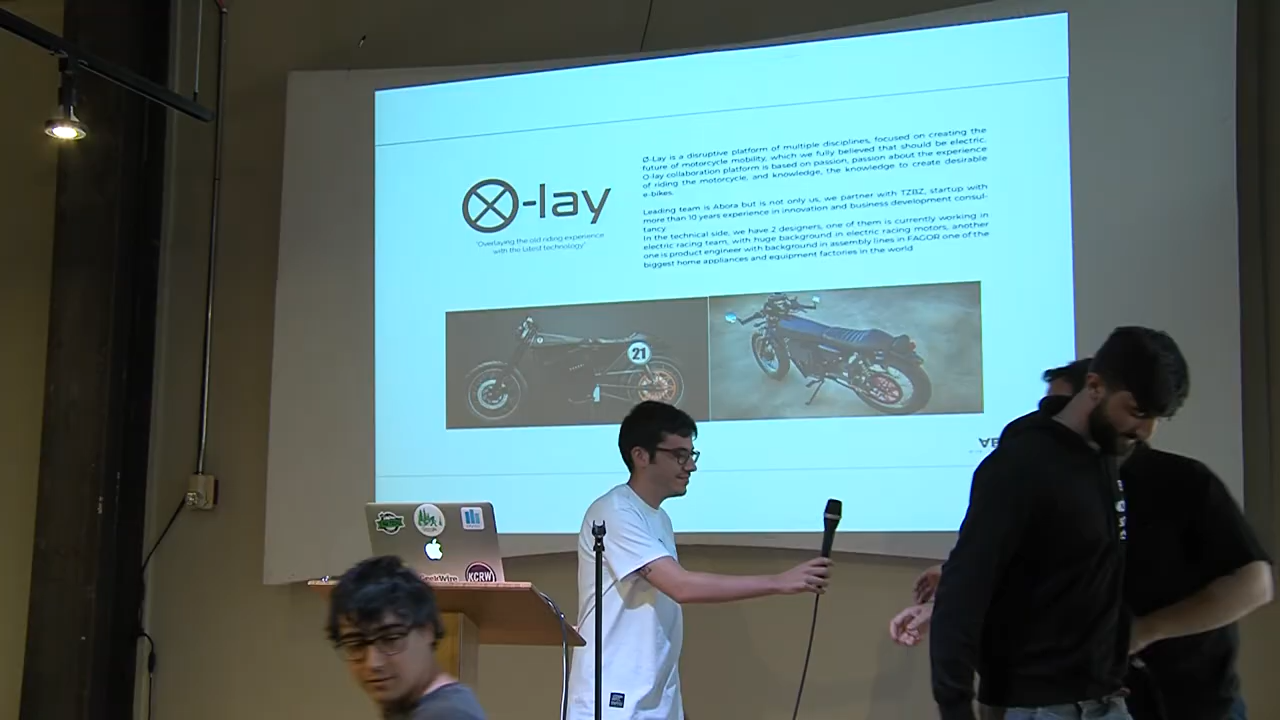 Ø-lay
"Overlaying the old riding experience
with the latest technology"
Ø-Lay is a disruptive platform of multiple disciplines, focused on creating the
future of motorcycle mobility, which we fully believed that should be electric.
O-lay collaboration platform is based on passion, passion about the experience
of riding the motorcycle, and knowledge, the knowledge to create desirable
e-bikes.
Leading team is Abora but is not only us, we partner with TZBZ, startup with
more than 10 years experience in innovation and business development consul-
tancy
In the technical side, we have 2 designers, one of them is currently working in
electric racing team, with huge background in electric racing motors, another
one is product engineer with background in assembly lines in FAGOR one of the
biggest home appliances and equipment factories in the world
21
GeekWire
KCRW